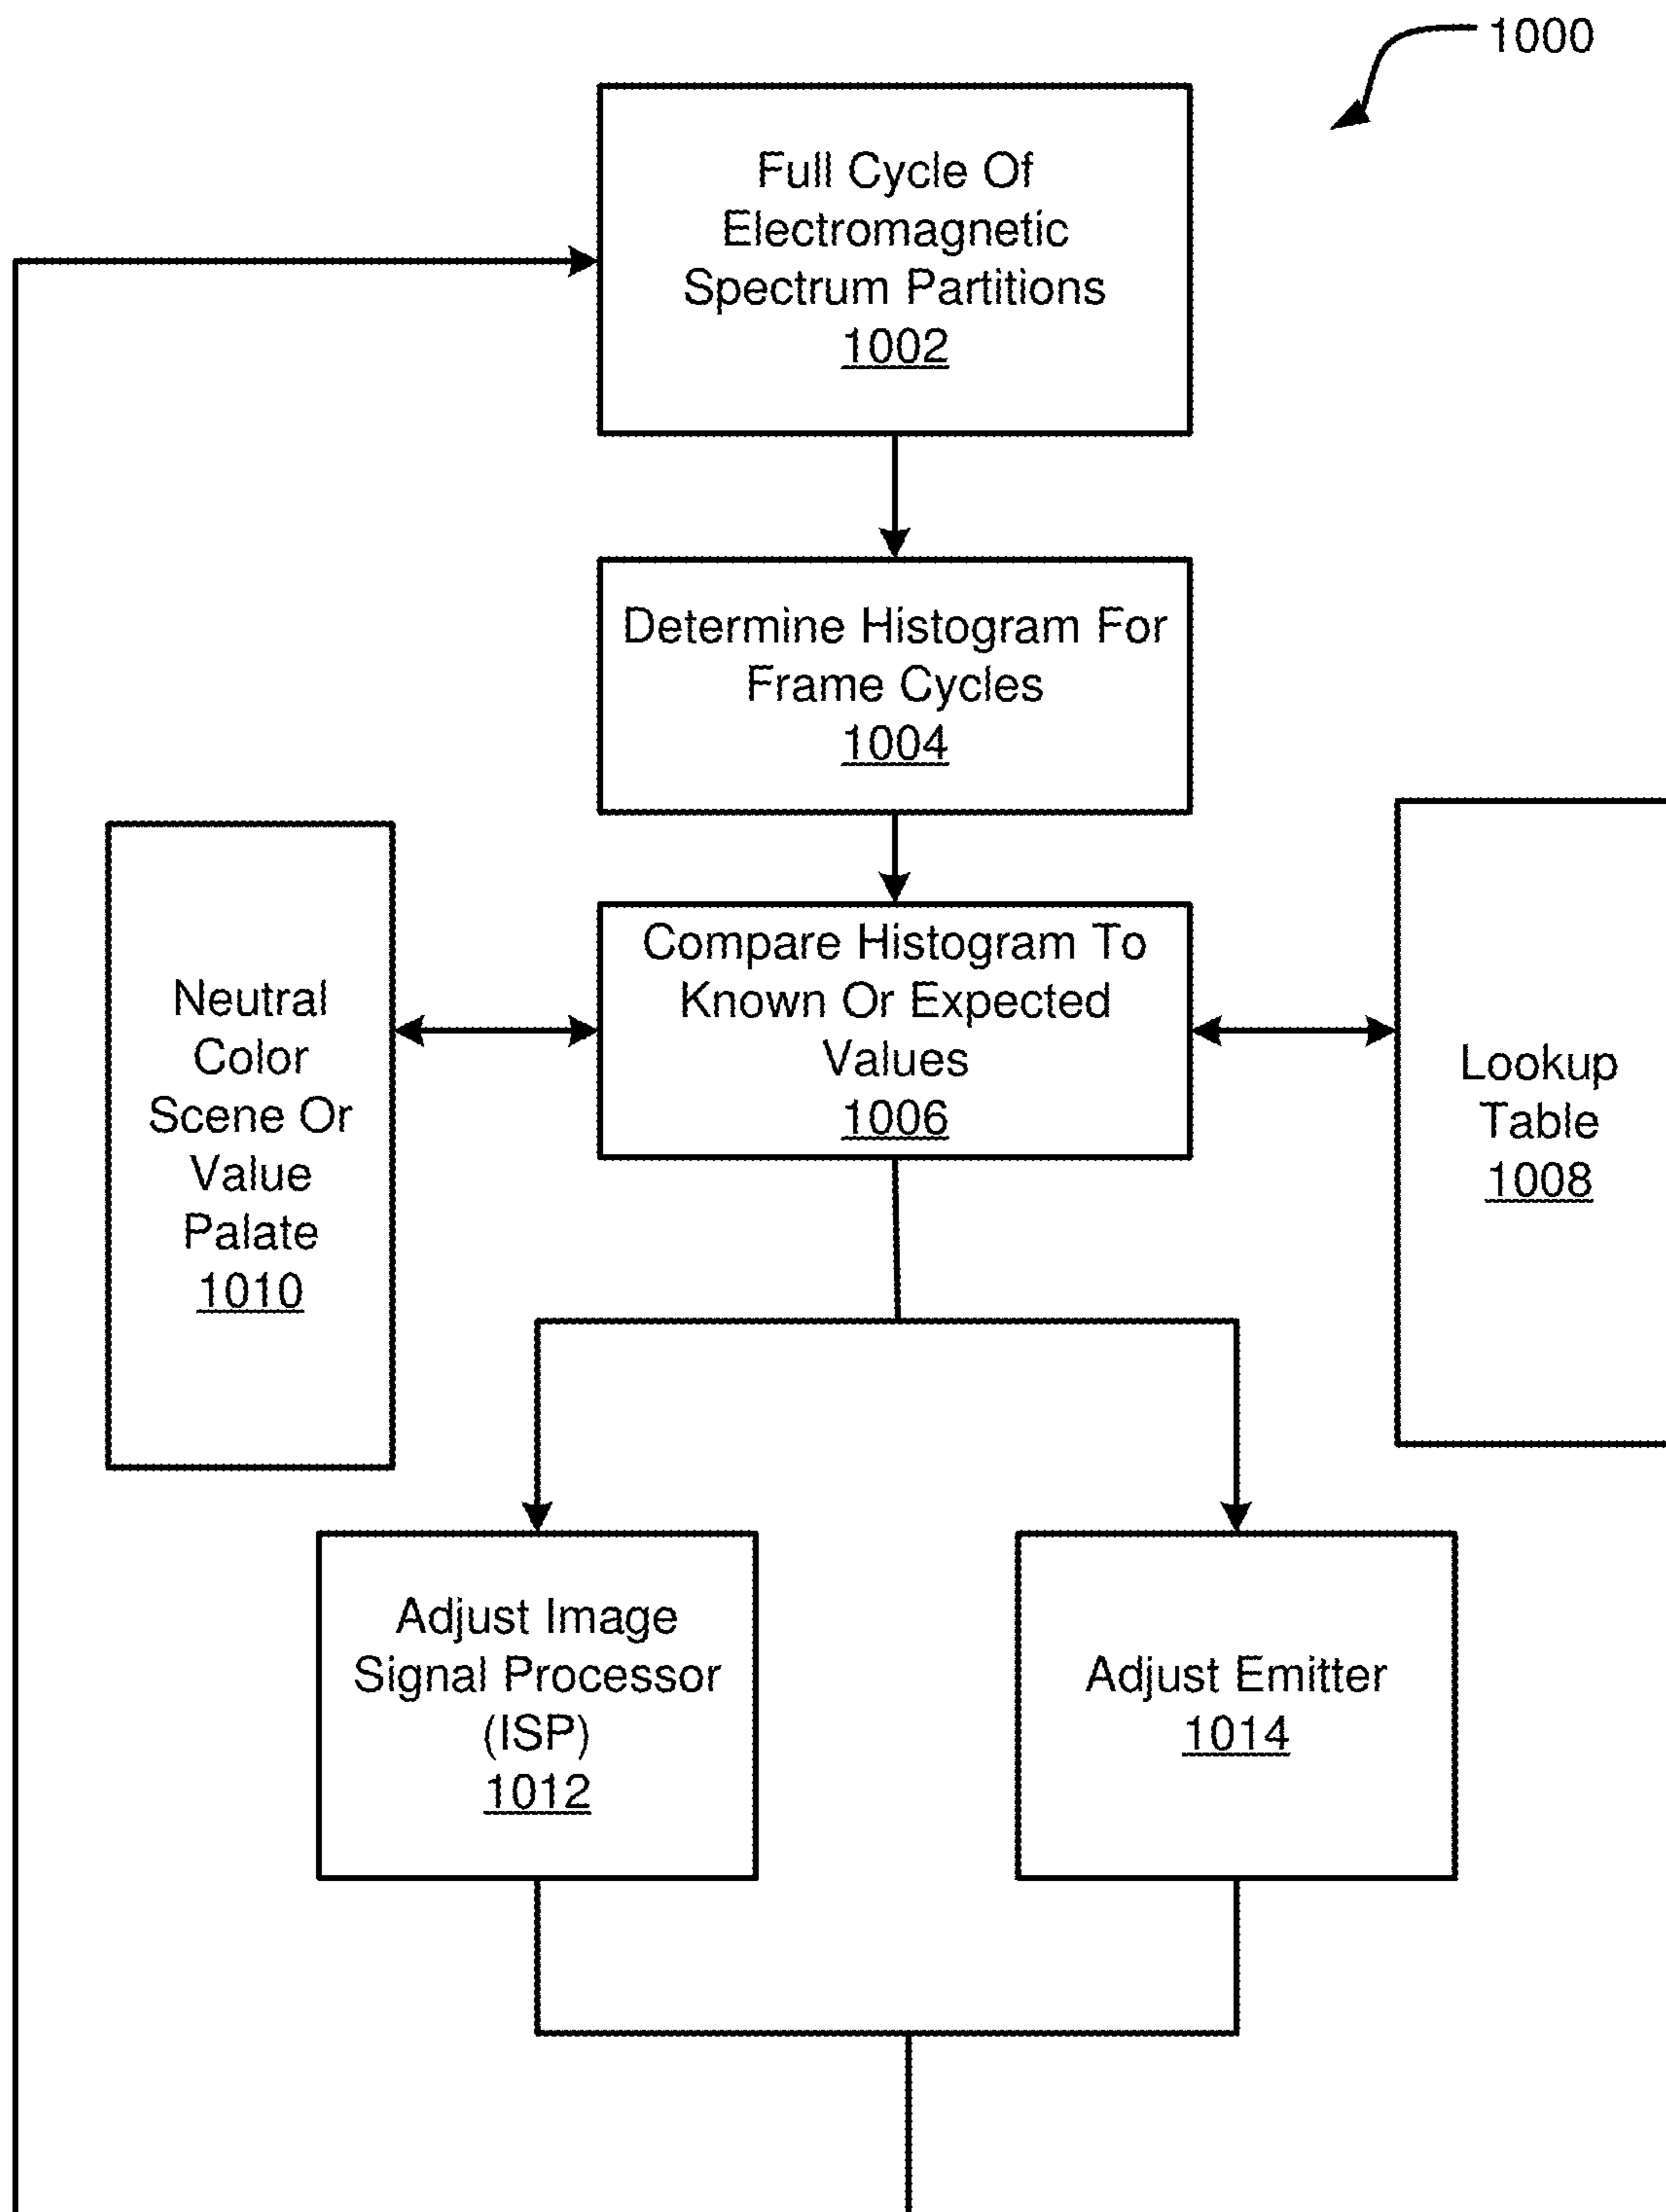 1000
Full Cycle Of
Electromagnetic
Spectrum Partitions
1002
Determine Histogram For
Frame Cycles
1004
Neutral
Color
Scene Or
Value
Palate
1010
Compare Histogram To
Known Or Expected
Values
1006
Lookup
Table
1008
Adjust Image
Signal Processor
(ISP)
1012
Adjust Emitter
1014